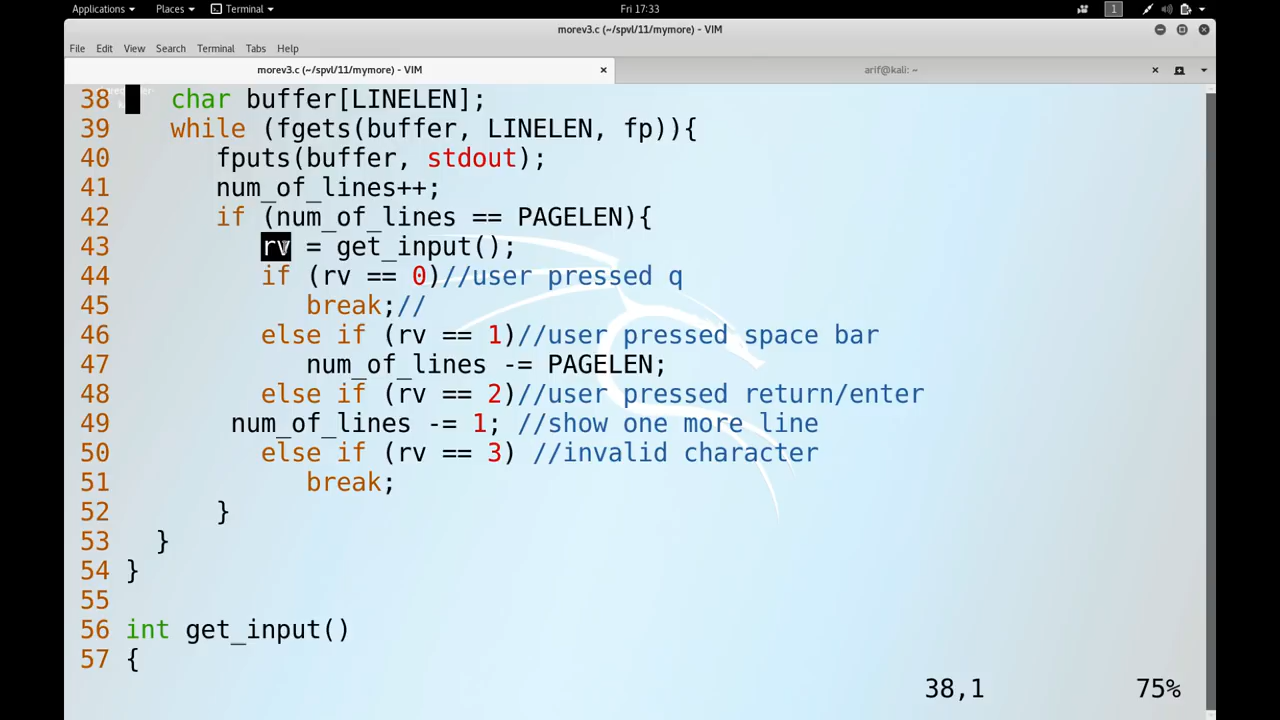 Applications Places Terminal Fri 17:33 1
morev3.c (~/spvl/11/mymore) - VIM
File Edit View Search Terminal Tabs Help
morev3.c (~/spvl/11/mymore) - VIM arif@kali: ~
38 char buffer[LINELEN];
39 while (fgets(buffer, LINELEN, fp)){
40 fputs(buffer, stdout);
41 num_of_lines++;
42 if (num_of_lines == PAGELEN){
43 rv = get_input();
44 if (rv == 0)//user pressed q
45 break;//
46 else if (rv == 1)//user pressed space bar
47 num_of_lines -= PAGELEN;
48 else if (rv == 2)//user pressed return/enter
49 num_of_lines -= 1; //show one more line
50 else if (rv == 3) //invalid character
51 break;
52 }
53 }
54 }
55
56 int get_input()
57 {
38,1 75%